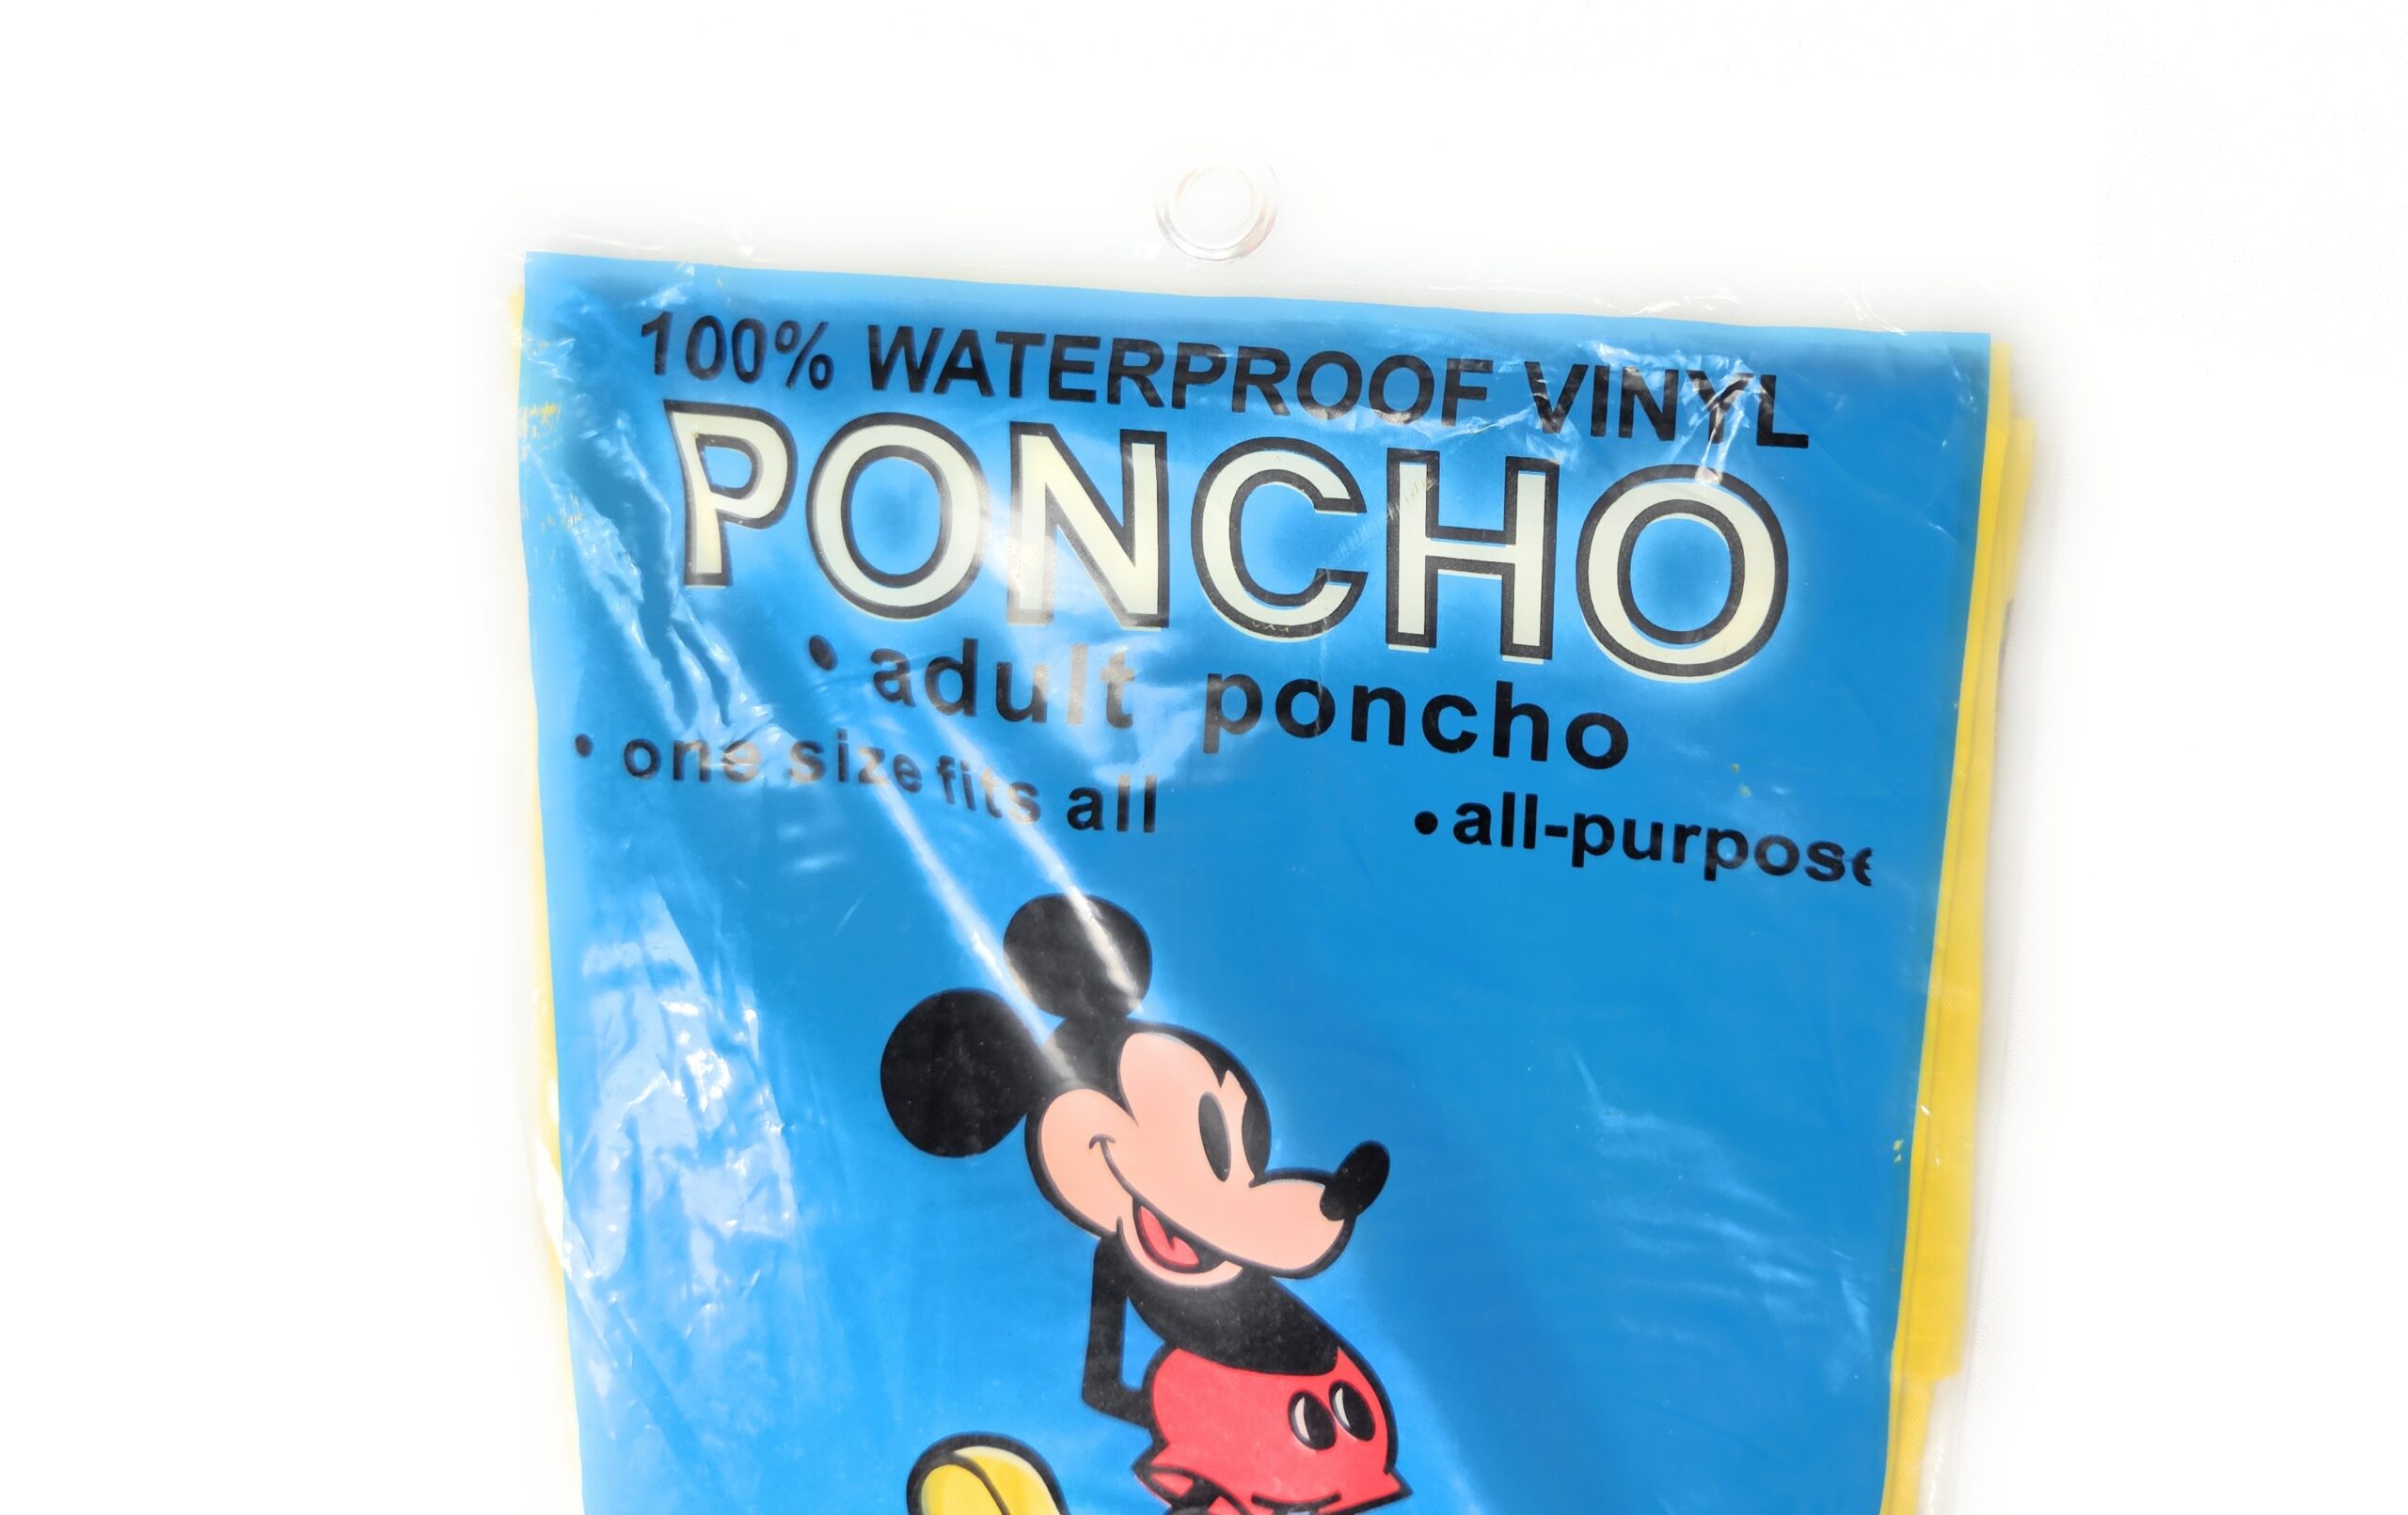 100% WATERPROOF VINYL
PONCHO
• adult poncho
• one size fits all
• all-purpose